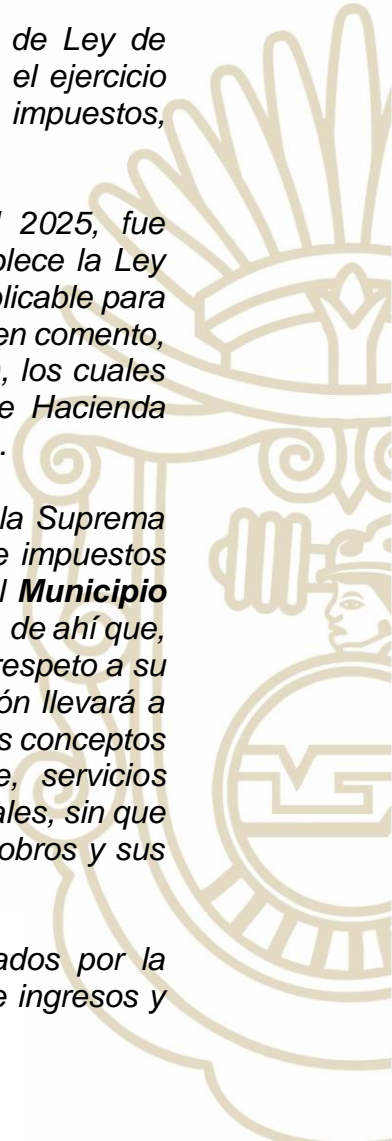 de Ley de
el ejercicio
impuestos,
2025, fue
blece la Ley
plicable para
en comento,
, los cuales
e Hacienda
.
la Suprema
e impuestos
l Municipio
de ahí que,
respeto a su
ón llevará a
s conceptos
e, servicios
ales, sin que
obros y sus
ados por la
e ingresos y